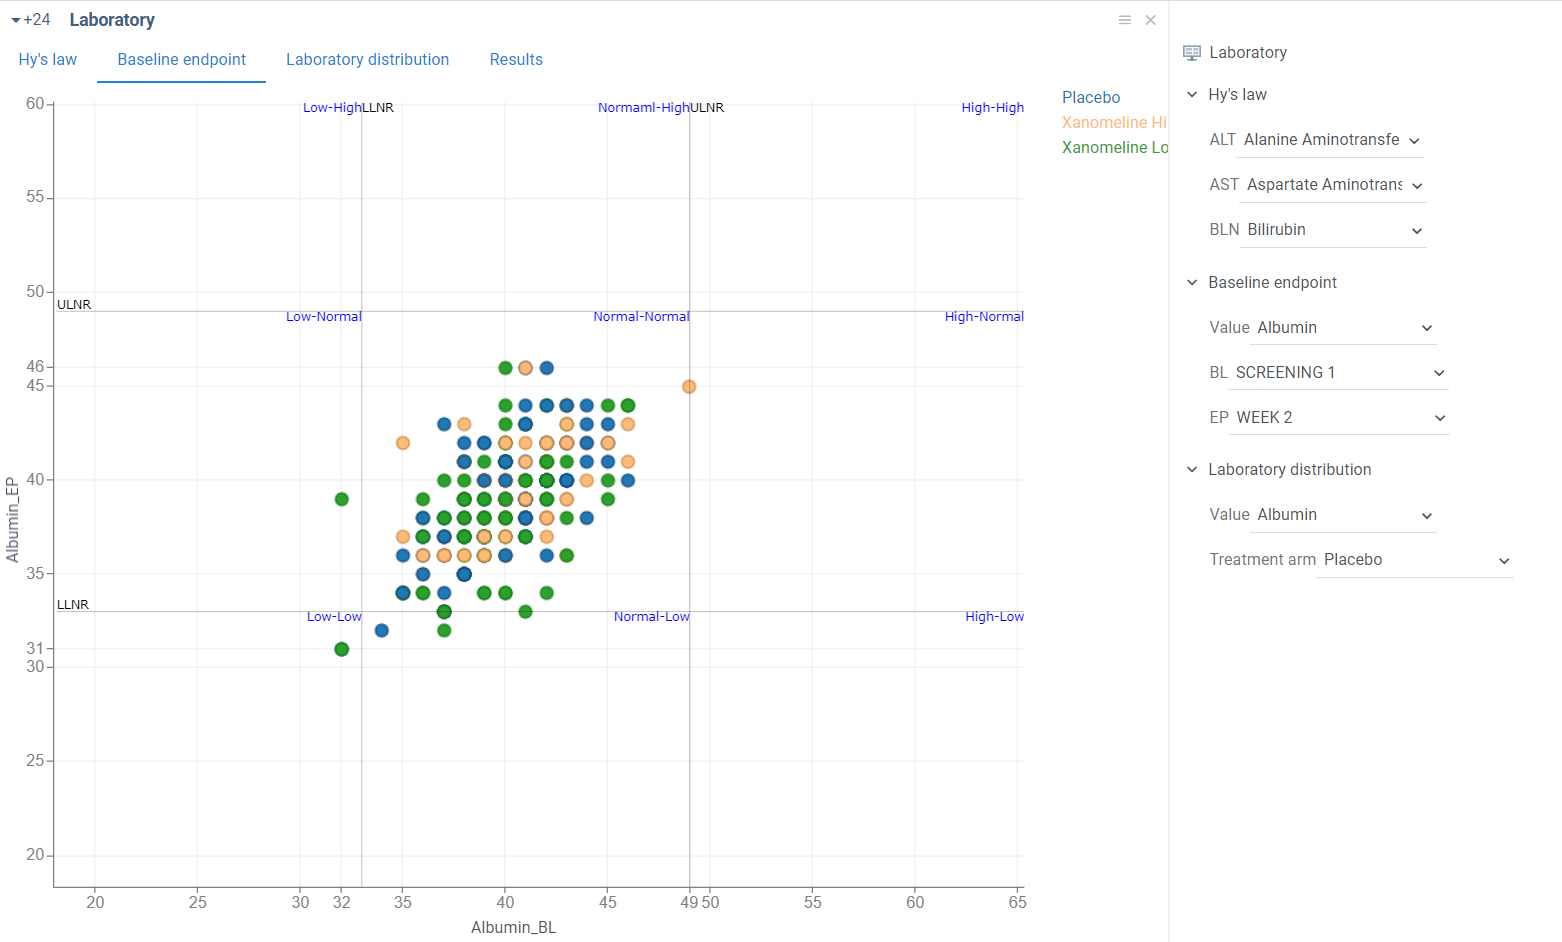 +24 Laboratory
Hy's law Baseline endpoint Laboratory distribution Results
60 Low-High LLNR Normaml-High ULNR High-High
Placebo
Xanomeline Hi
Xanomeline Lo
55
50
ULNR
Low-Normal Normal-Normal High-Normal
46
45
40
35
LLNR
Low-Low Normal-Low High-Low
31
30
25
20
Albumin_EP
20 25 30 32 35 40 45 49 50 55 60 65
Albumin_BL
Laboratory
Hy's law
ALT Alanine Aminotransfe
AST Aspartate Aminotrans
BLN Bilirubin
Baseline endpoint
Value Albumin
BL SCREENING 1
EP WEEK 2
Laboratory distribution
Value Albumin
Treatment arm Placebo